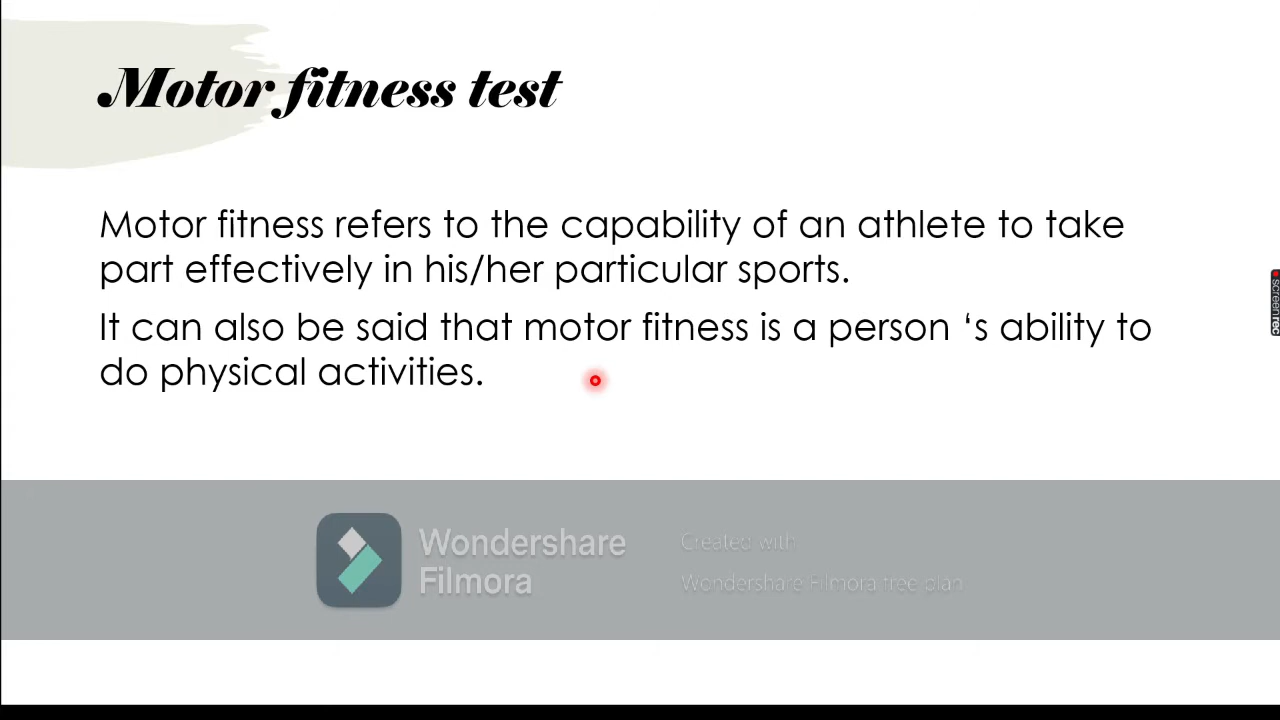 Motor fitness test
Motor fitness refers to the capability of an athlete to take
part effectively in his/her particular sports.
It can also be said that motor fitness is a person ‘s ability to
do physical activities.
Wondershare
Filmora
Created with
Wondershare Filmora free plan
screenrec